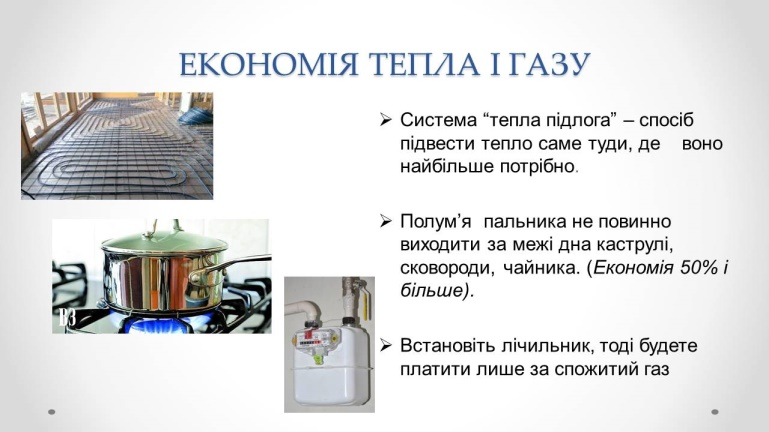 ЕКОНОМІЯ ТЕПЛА І ГАЗУ
Система “тепла підлога” – спосіб
підвести тепло саме туди, де воно
найбільше потрібно.
Полум’я пальника не повинно
виходити за межі дна каструлі,
сковороди, чайника. (Економія 50% і
більше).
Встановіть лічильник, тоді будете
платити лише за спожитий газ
ВЗ